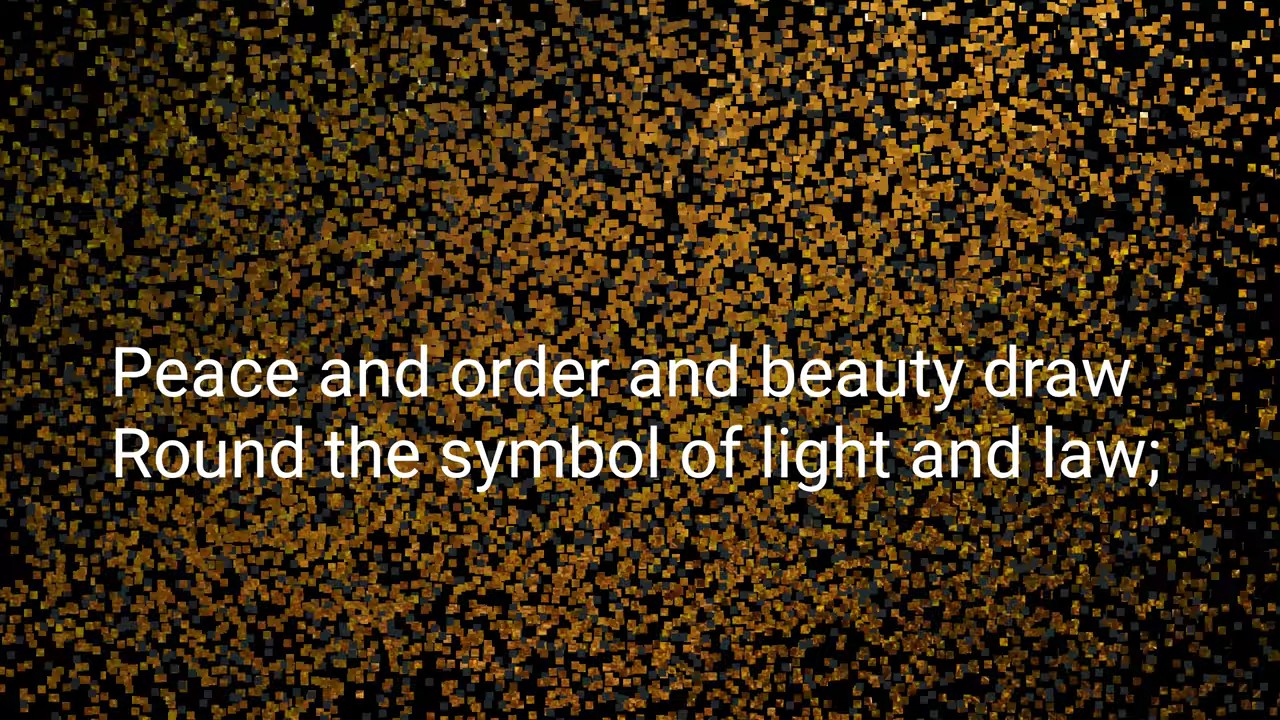 Peace and order and beauty draw
Round the symbol of light and law;